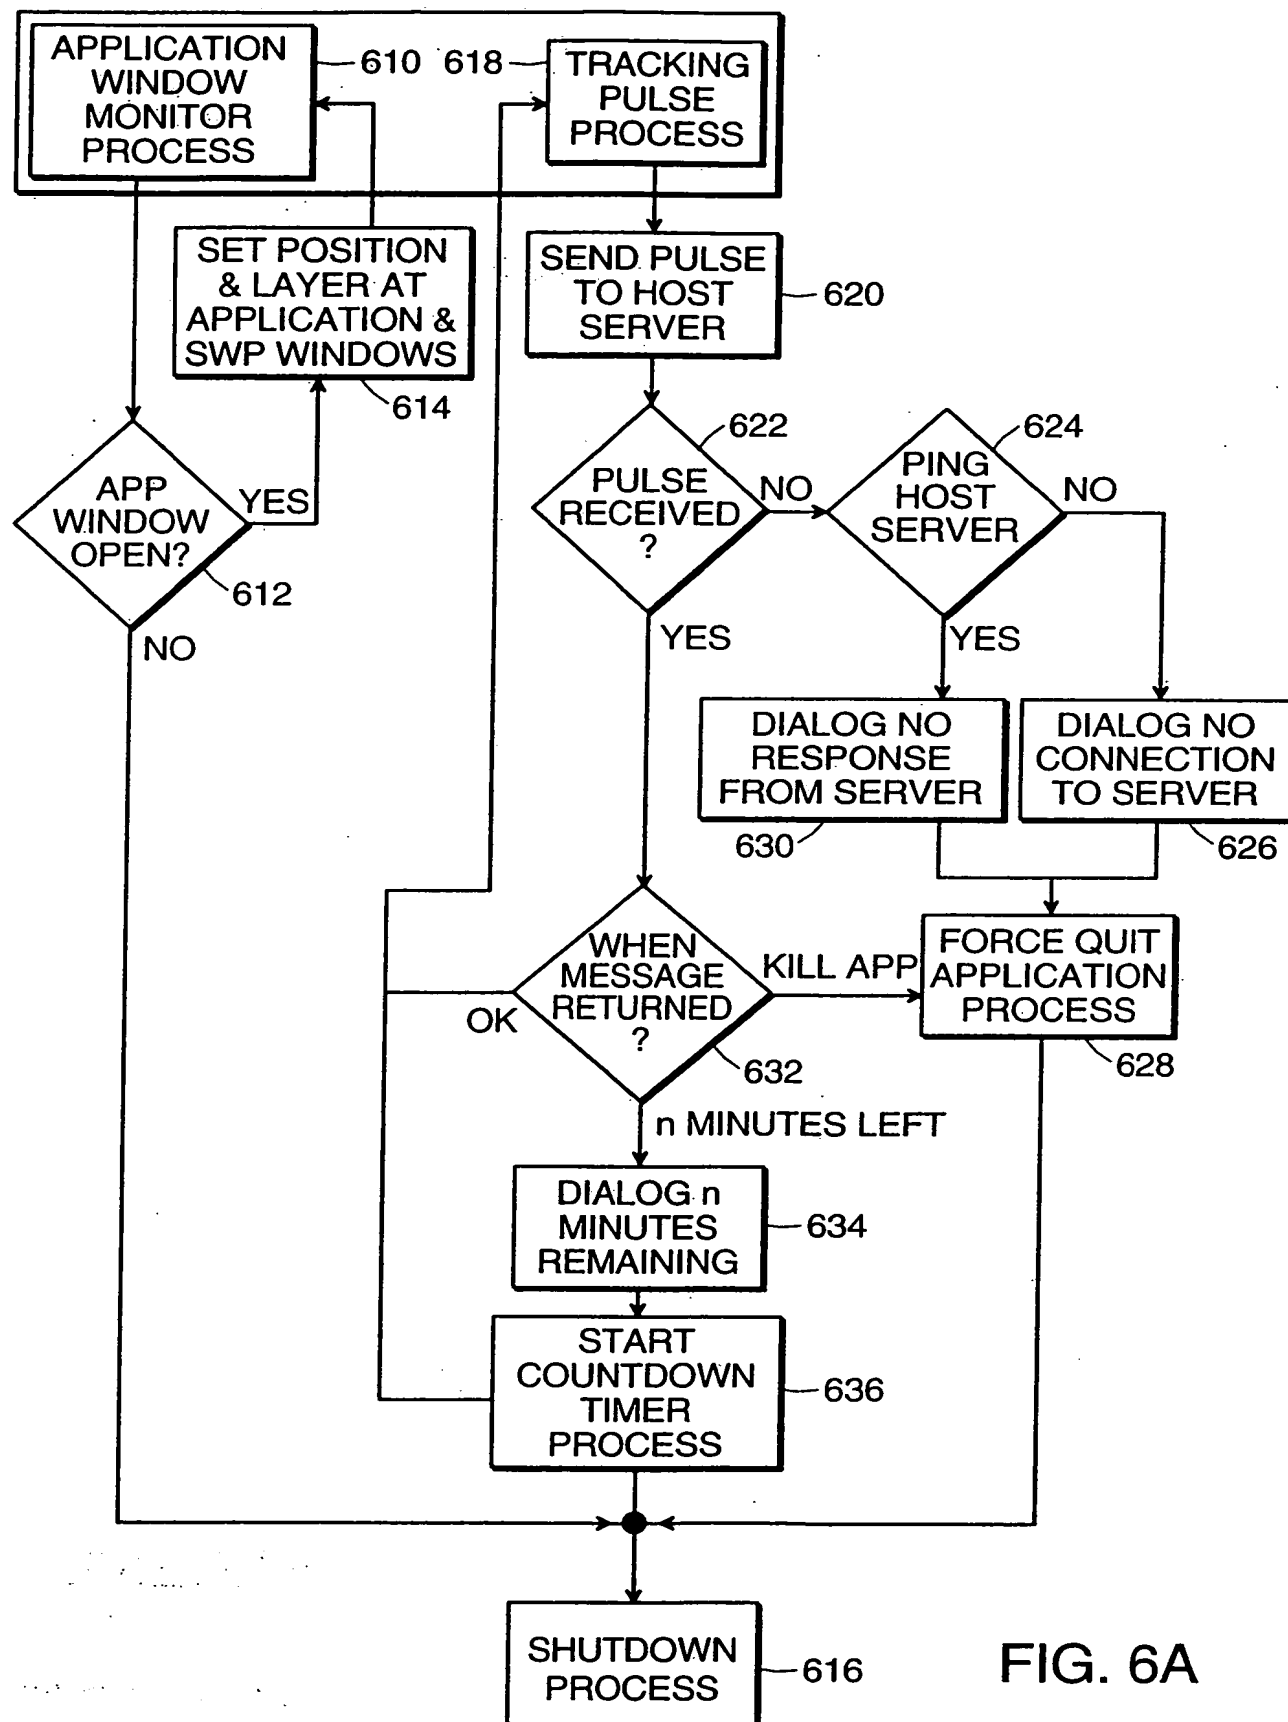 APPLICATION
WINDOW
MONITOR
PROCESS
610
618
TRACKING
PULSE
PROCESS
SET POSITION
& LAYER AT
APPLICATION &
SWP WINDOWS
614
SEND PULSE
TO HOST
SERVER
620
APP
WINDOW
OPEN?
YES
612
NO
PULSE
RECEIVED
?
622
NO
YES
PING
HOST
SERVER
624
NO
YES
DIALOG NO
RESPONSE
FROM SERVER
630
DIALOG NO
CONNECTION
TO SERVER
626
WHEN
MESSAGE
RETURNED
?
OK
KILL APP
632
FORCE QUIT
APPLICATION
PROCESS
628
n MINUTES LEFT
DIALOG n
MINUTES
REMAINING
634
START
COUNTDOWN
TIMER
PROCESS
636
SHUTDOWN
PROCESS
616
FIG. 6A